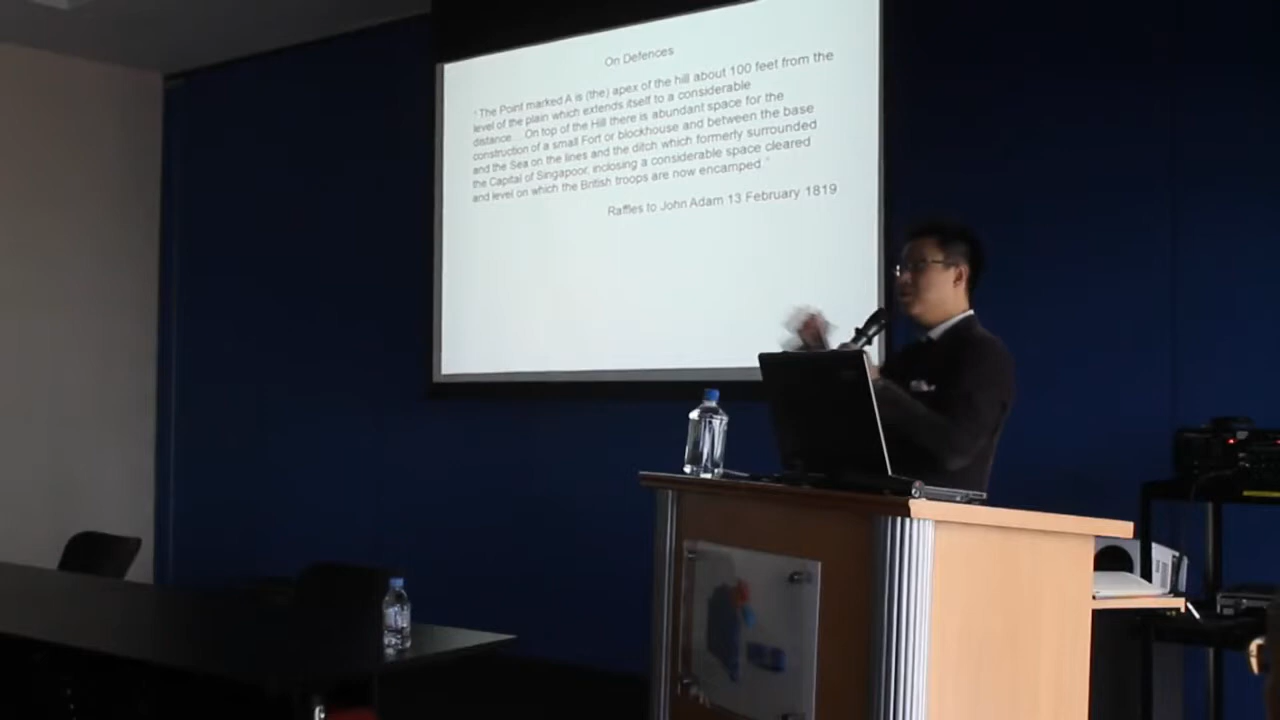 On Defences
“The Point marked A is (the) apex of the hill about 100 feet from the
level of the plain which extends itself to a considerable
distance... On top of the Hill there is abundant space for the
construction of a small Fort or blockhouse and between the base
and the Sea on the lines and the ditch which formerly surrounded
the Capital of Singapoor, inclosing a considerable space cleared
and level on which the British troops are now encamped.”
Raffles to John Adam 13 February 1819